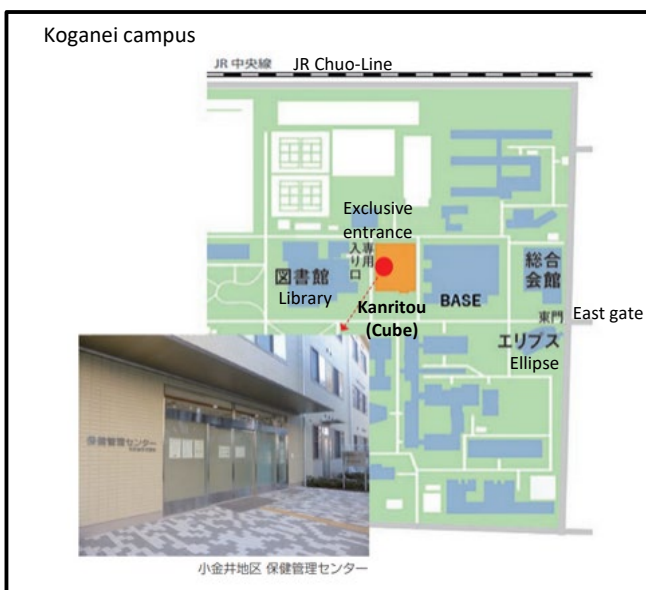 Koganei campus
JR 中央線 JR Chuo-Line
Exclusive
entrance
専用
入り口
図書館
Library
Kanritou
(Cube)
BASE
総合
会館
東門
East gate
エリプス
Ellipse
保健管理センター
小金井地区 保健管理センター